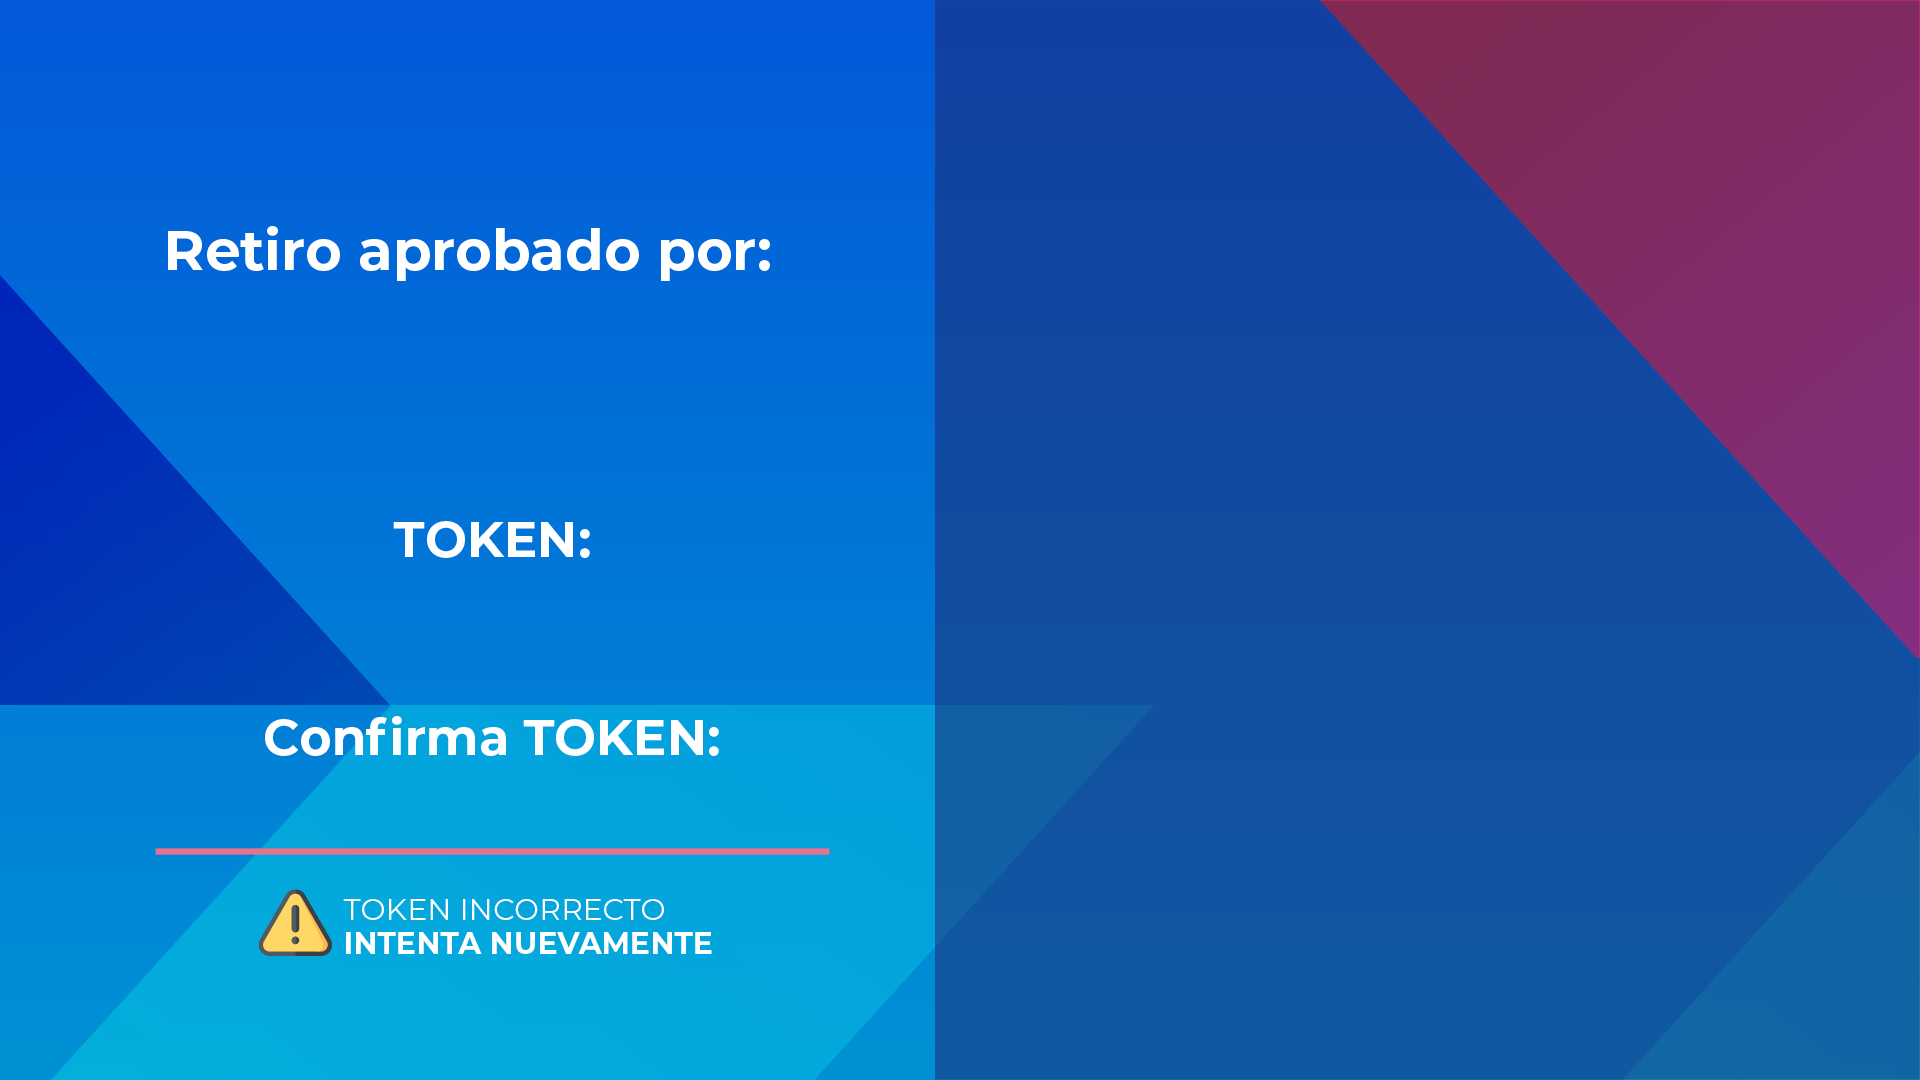 Retiro aprobado por:
TOKEN:
Confirma TOKEN:
TOKEN INCORRECTO
INTENTA NUEVAMENTE